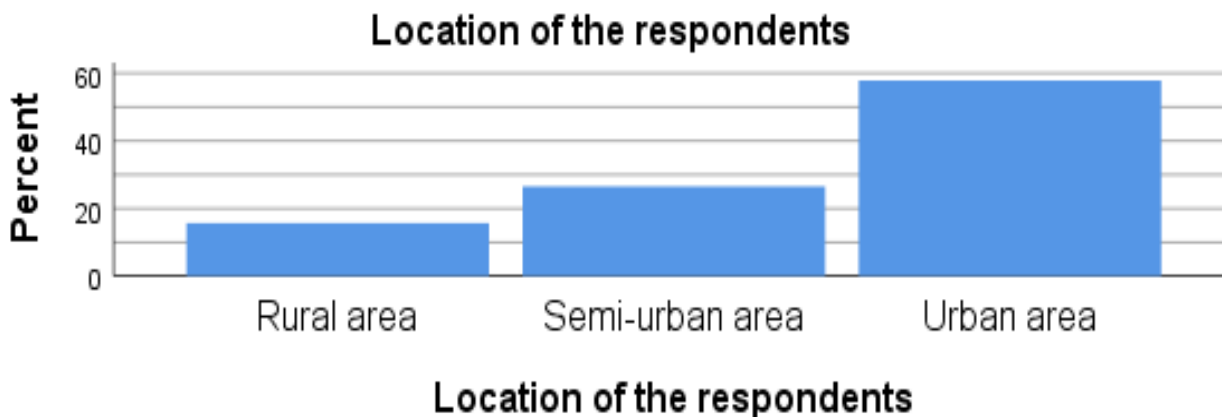 Location of the respondents
Percent
60
40
20
0
Rural area Semi-urban area Urban area
Location of the respondents